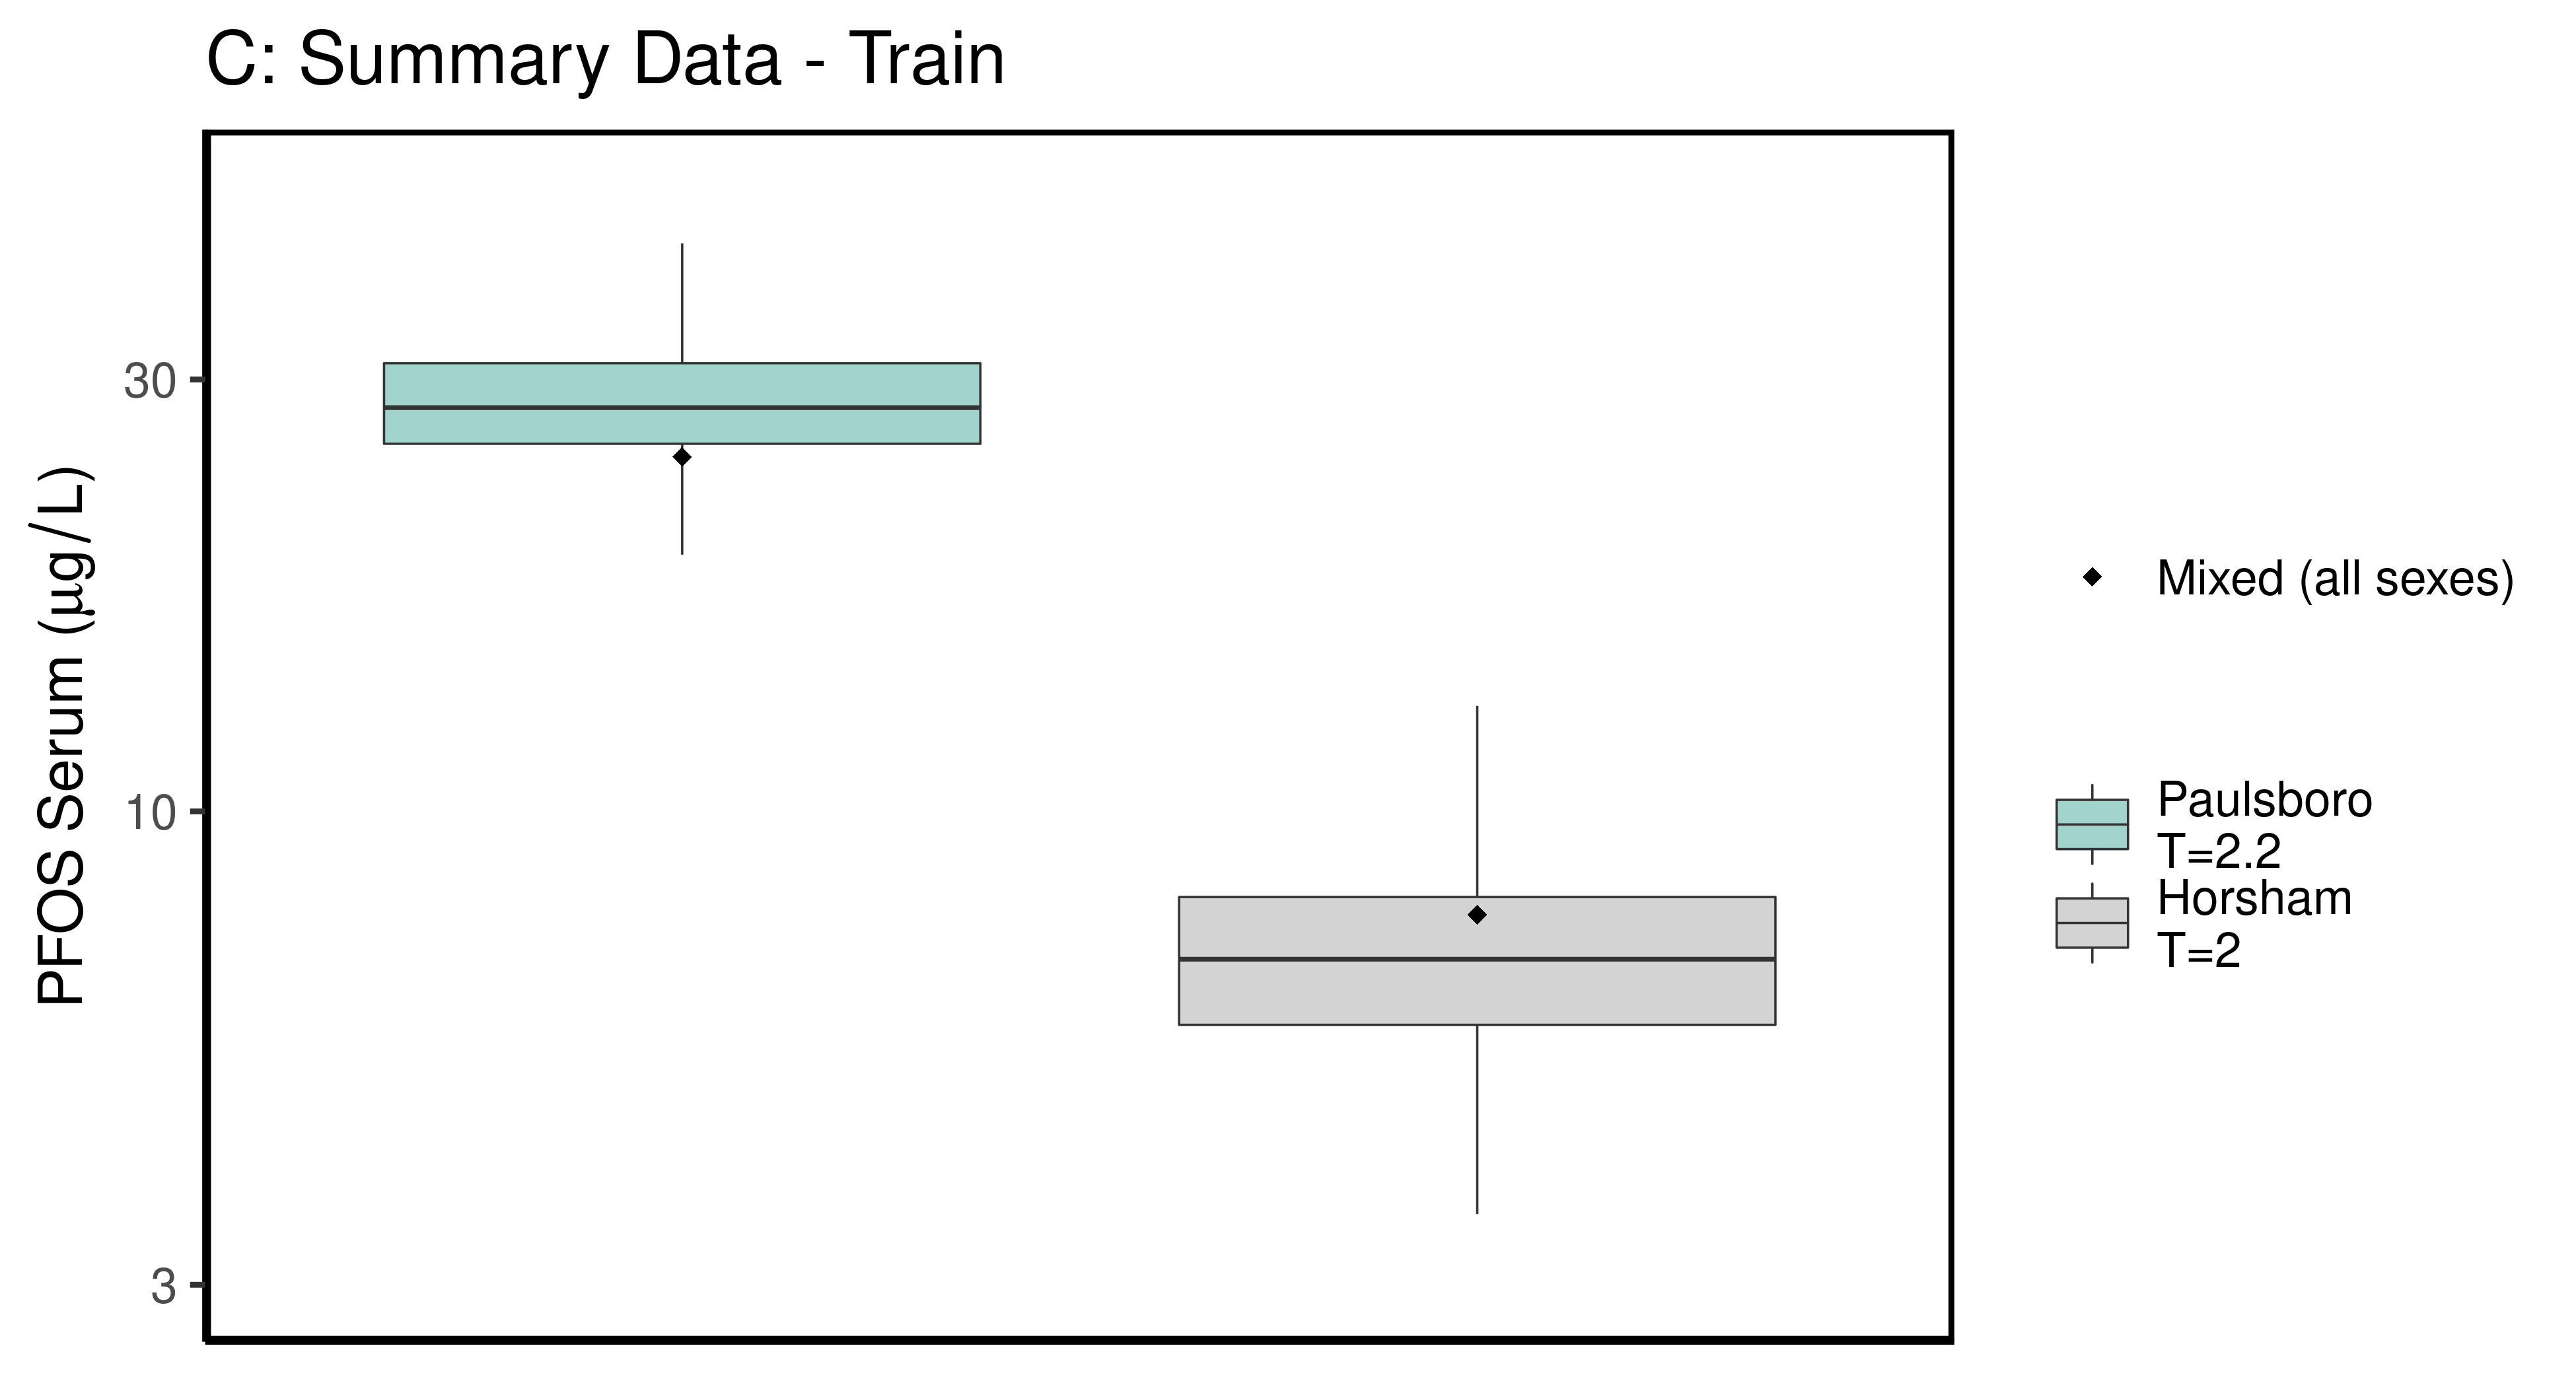 C: Summary Data - Train
PFOS Serum (μg/L)
30
10
3
Mixed (all sexes)
Paulsboro
T=2.2
Horsham
T=2